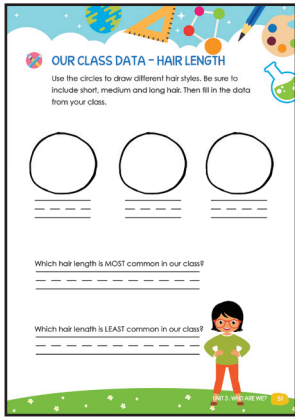 OUR CLASS DATA – HAIR LENGTH
Use the circles to draw different hair styles. Be sure to
include short, medium and long hair. Then fill in the data
from your class.
Which hair length is MOST common in our class?
Which hair length is LEAST common in our class?
UNIT 3 : WHAT ARE WE? 51